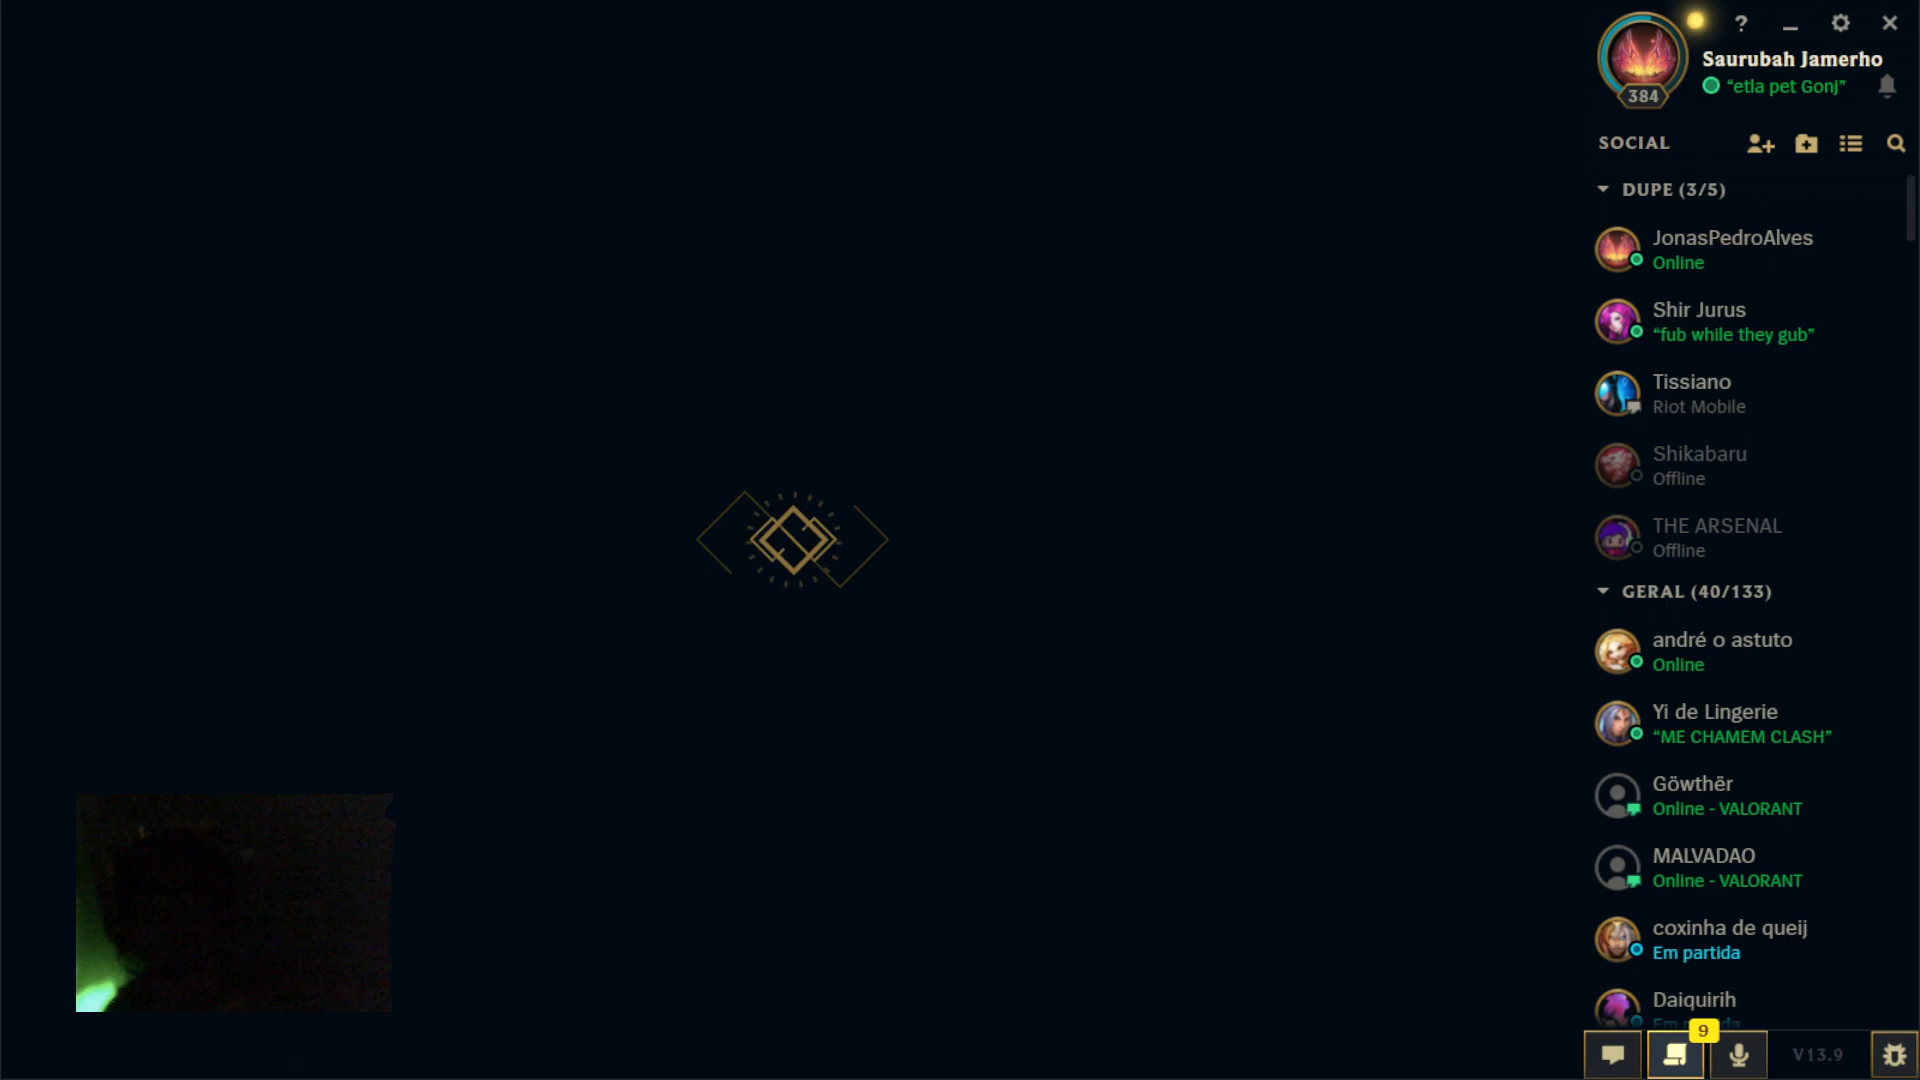 ?
Saurubah Jamerho
384
“etla pet Gonj”
SOCIAL
DUPE (3/5)
JonasPedroAlves
Online
Shir Jurus
“fub while they gub”
Tissiano
Riot Mobile
Shikabaru
Offline
THE ARSENAL
Offline
GERAL (40/133)
andré o astuto
Online
Yi de Lingerie
“ME CHAMEM CLASH”
Göwthër
Online - VALORANT
MALVADAO
Online - VALORANT
coxinha de queij
Em partida
Daiquirih
9
V13.9